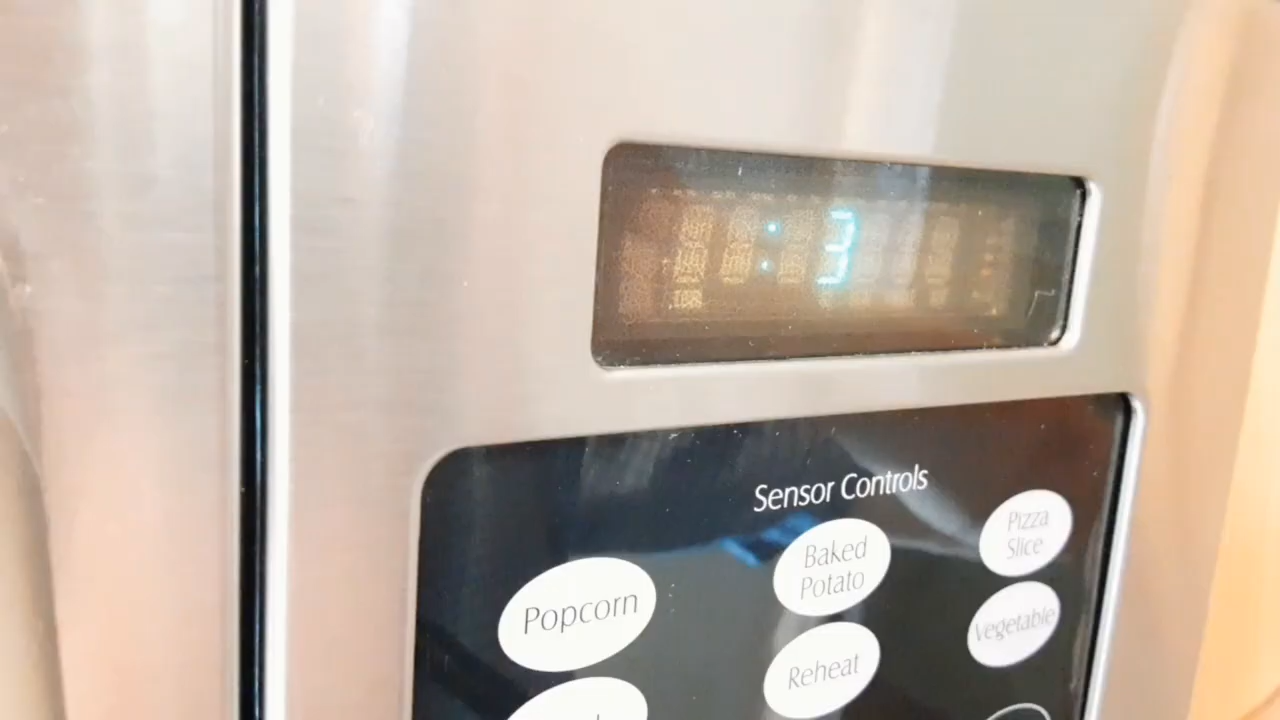 :3
Sensor Controls
Pizza
Slice
Baked
Potato
Popcorn
Vegetable
Reheat